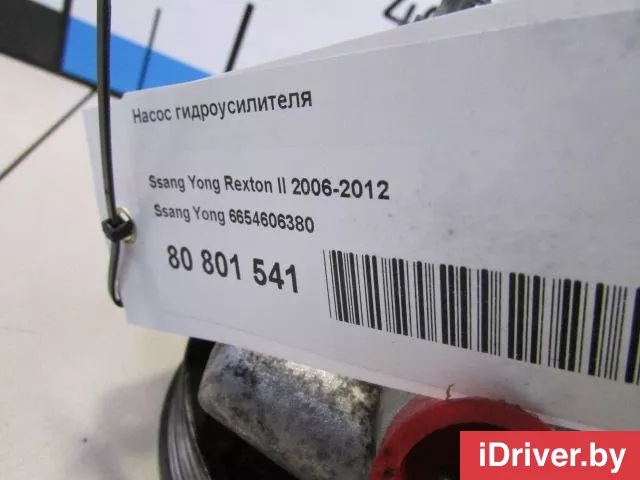 Насос гидроусилителя
Ssang Yong Rexton II 2006-2012
Ssang Yong 6654606380
80 801 541
iDriver.by